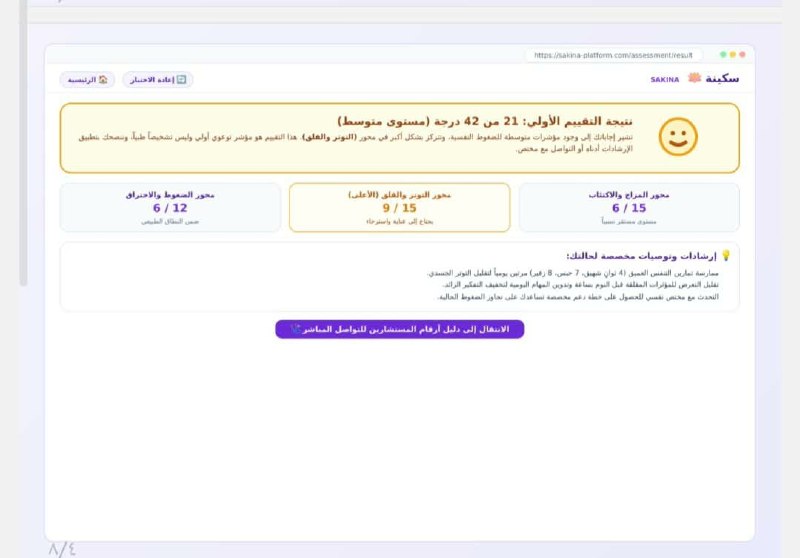 https://sakina-platform.com/assessment/result
سكينة 🪷 SAKINA
🔄 إعادة الاختبار
🏠 الرئيسية
نتيجة التقييم الأولي: 21 من 42 درجة (مستوى متوسط)
تشير إجاباتك إلى وجود مؤشرات متوسطة للضغوط النفسية، وتتركز بشكل أكبر في محور (التوتر والقلق). هذا التقييم هو مؤشر توعوي أولي وليس تشخيصاً طبياً، وننصحك بتطبيق
الإرشادات أدناه أو التواصل مع مختص.
محور المزاج والاكتئاب
6 / 15
مستوى مستقر نسبياً
محور التوتر والقلق (الأعلى)
9 / 15
يحتاج إلى عناية واسترخاء
محور الضغوط والاحتراق
6 / 12
ضمن النطاق الطبيعي
💡 إرشادات وتوصيات مخصصة لحالتك:
ممارسة تمارين التنفس العميق (4 ثوانٍ شهيق، 7 حبس، 8 زفير) مرتين يومياً لتقليل التوتر الجسدي.
تقليل التعرض للمؤثرات المقلقة قبل النوم بساعة وتدوين المهام اليومية لتخفيف التفكير الزائد.
التحدث مع مختص نفسي للحصول على خطة دعم مخصصة تساعدك على تجاوز الضغوط الحالية.
الانتقال إلى دليل أرقام المستشارين للتواصل المباشر
٨/٤